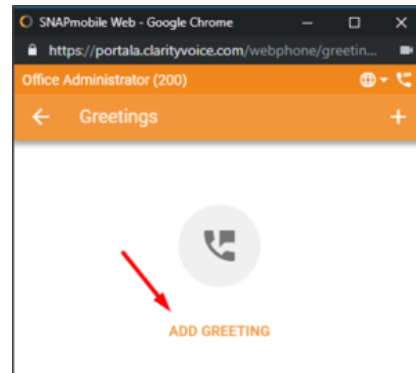 SNAPmobile Web - Google Chrome
https://portala.clarityvoice.com/webphone/greetin...
Office Administrator (200)
Greetings
ADD GREETING